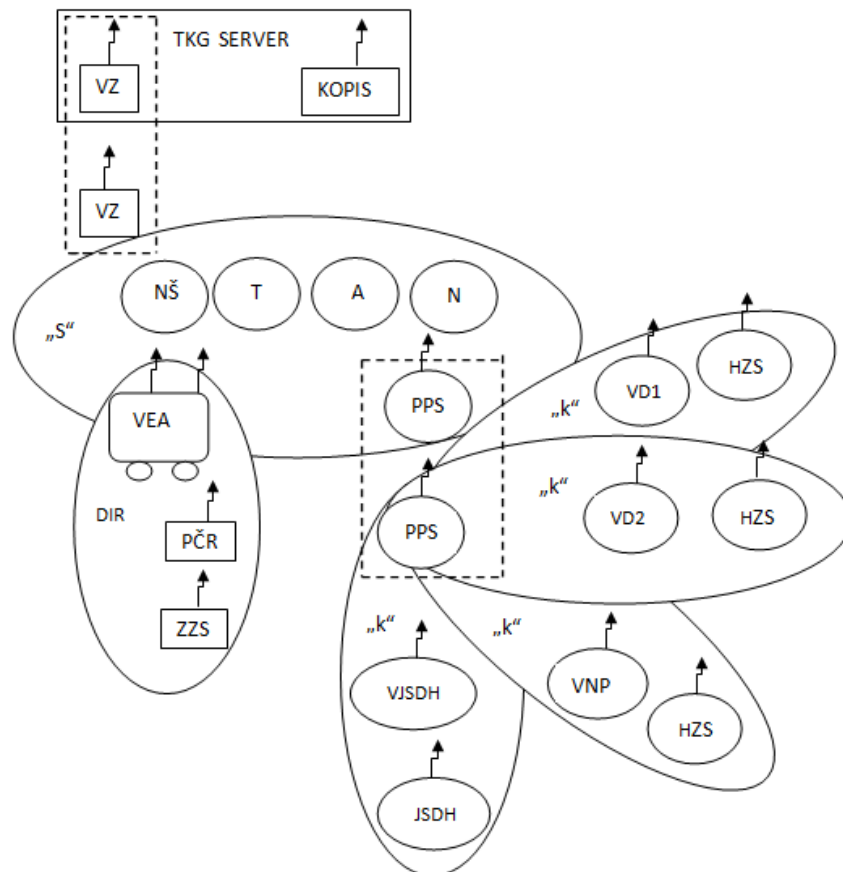 TKG SERVER
VZ
KOPIS
VZ
NŠ
T
A
N
„S“
PPS
VD1
HZS
„k“
VEA
„k“
DIR
PČR
PPS
VD2
HZS
ZZS
„k“
„k“
VJSDH
VNP
HZS
JSDH